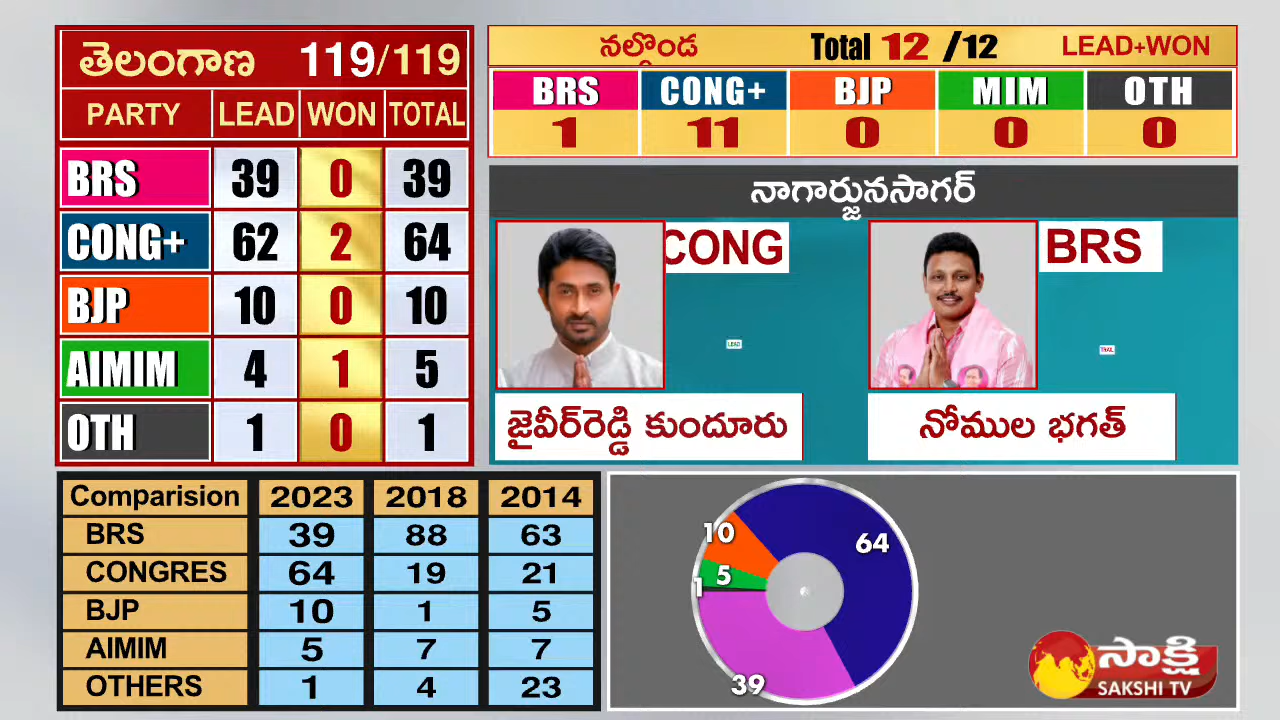 తెలంగాణ 119/119
PARTY LEAD WON TOTAL
BRS 39 0 39
CONG+ 62 2 64
BJP 10 0 10
AIMIM 4 1 5
OTH 1 0 1
నల్గొండ Total 12 /12 LEAD+WON
BRS CONG+ BJP MIM OTH
1 11 0 0 0
నాగార్జునసాగర్
CONG BRS
LEAD TRAIL
జైవీర్‌రెడ్డి కుందూరు నోముల భగత్
Comparision 2023 2018 2014
BRS 39 88 63
CONGRES 64 19 21
BJP 10 1 5
AIMIM 5 7 7
OTHERS 1 4 23
10 64
5
1
39
సాక్షి
SAKSHI TV